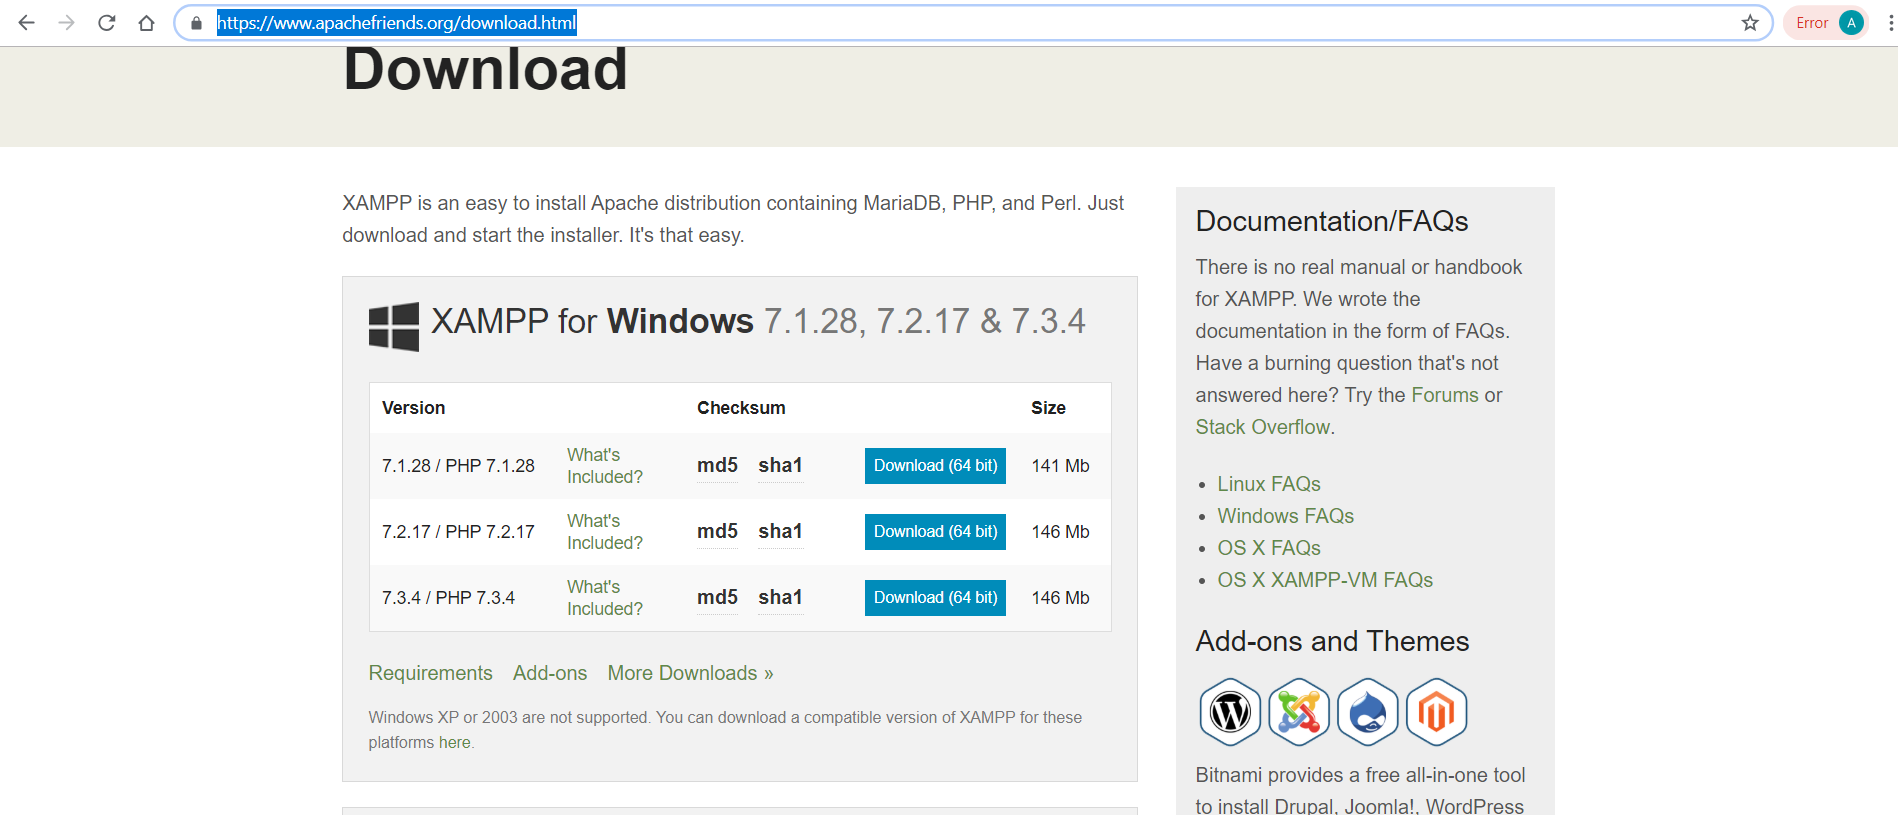 https://www.apachefriends.org/download.html
Error
A
Download
XAMPP is an easy to install Apache distribution containing MariaDB, PHP, and Perl. Just
download and start the installer. It's that easy.
XAMPP for Windows 7.1.28, 7.2.17 & 7.3.4
Version Checksum Size
7.1.28 / PHP 7.1.28 What's Included? md5 sha1 Download (64 bit) 141 Mb
7.2.17 / PHP 7.2.17 What's Included? md5 sha1 Download (64 bit) 146 Mb
7.3.4 / PHP 7.3.4 What's Included? md5 sha1 Download (64 bit) 146 Mb
Requirements Add-ons More Downloads »
Windows XP or 2003 are not supported. You can download a compatible version of XAMPP for these
platforms here.
Documentation/FAQs
There is no real manual or handbook
for XAMPP. We wrote the
documentation in the form of FAQs.
Have a burning question that's not
answered here? Try the Forums or
Stack Overflow.
• Linux FAQs
• Windows FAQs
• OS X FAQs
• OS X XAMPP-VM FAQs
Add-ons and Themes
Bitnami provides a free all-in-one tool
to install Drupal, Joomla!, WordPress